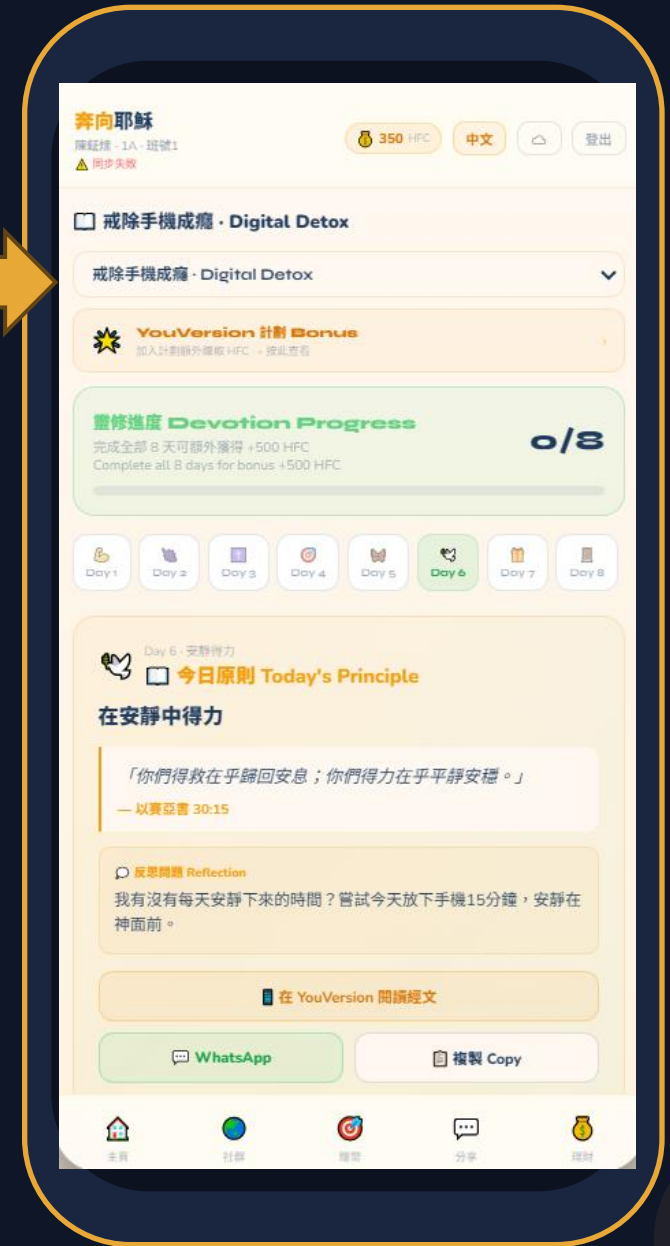 奔向耶穌
陳鉦煒 · 1A · 班號1
同步失敗
350 HFC
中文
登出
戒除手機成癮 · Digital Detox
戒除手機成癮 · Digital Detox
YouVersion 計劃 Bonus
加入計劃額外賺取 HFC · 按此查看
靈修進度 Devotion Progress
0/8
完成全部 8 天可額外獲得 +500 HFC
Complete all 8 days for bonus +500 HFC
Day 1
Day 2
Day 3
Day 4
Day 5
Day 6
Day 7
Day 8
Day 6 · 安靜得力
今日原則 Today's Principle
在安靜中得力
「你們得救在乎歸回安息；你們得力在乎平靜安穩。」
— 以賽亞書 30:15
反思問題 Reflection
我有沒有每天安靜下來的時間？嘗試今天放下手機15分鐘，安靜在
神面前。
在 YouVersion 閱讀經文
WhatsApp
複製 Copy
主頁
社群
賺幣
分享
理財